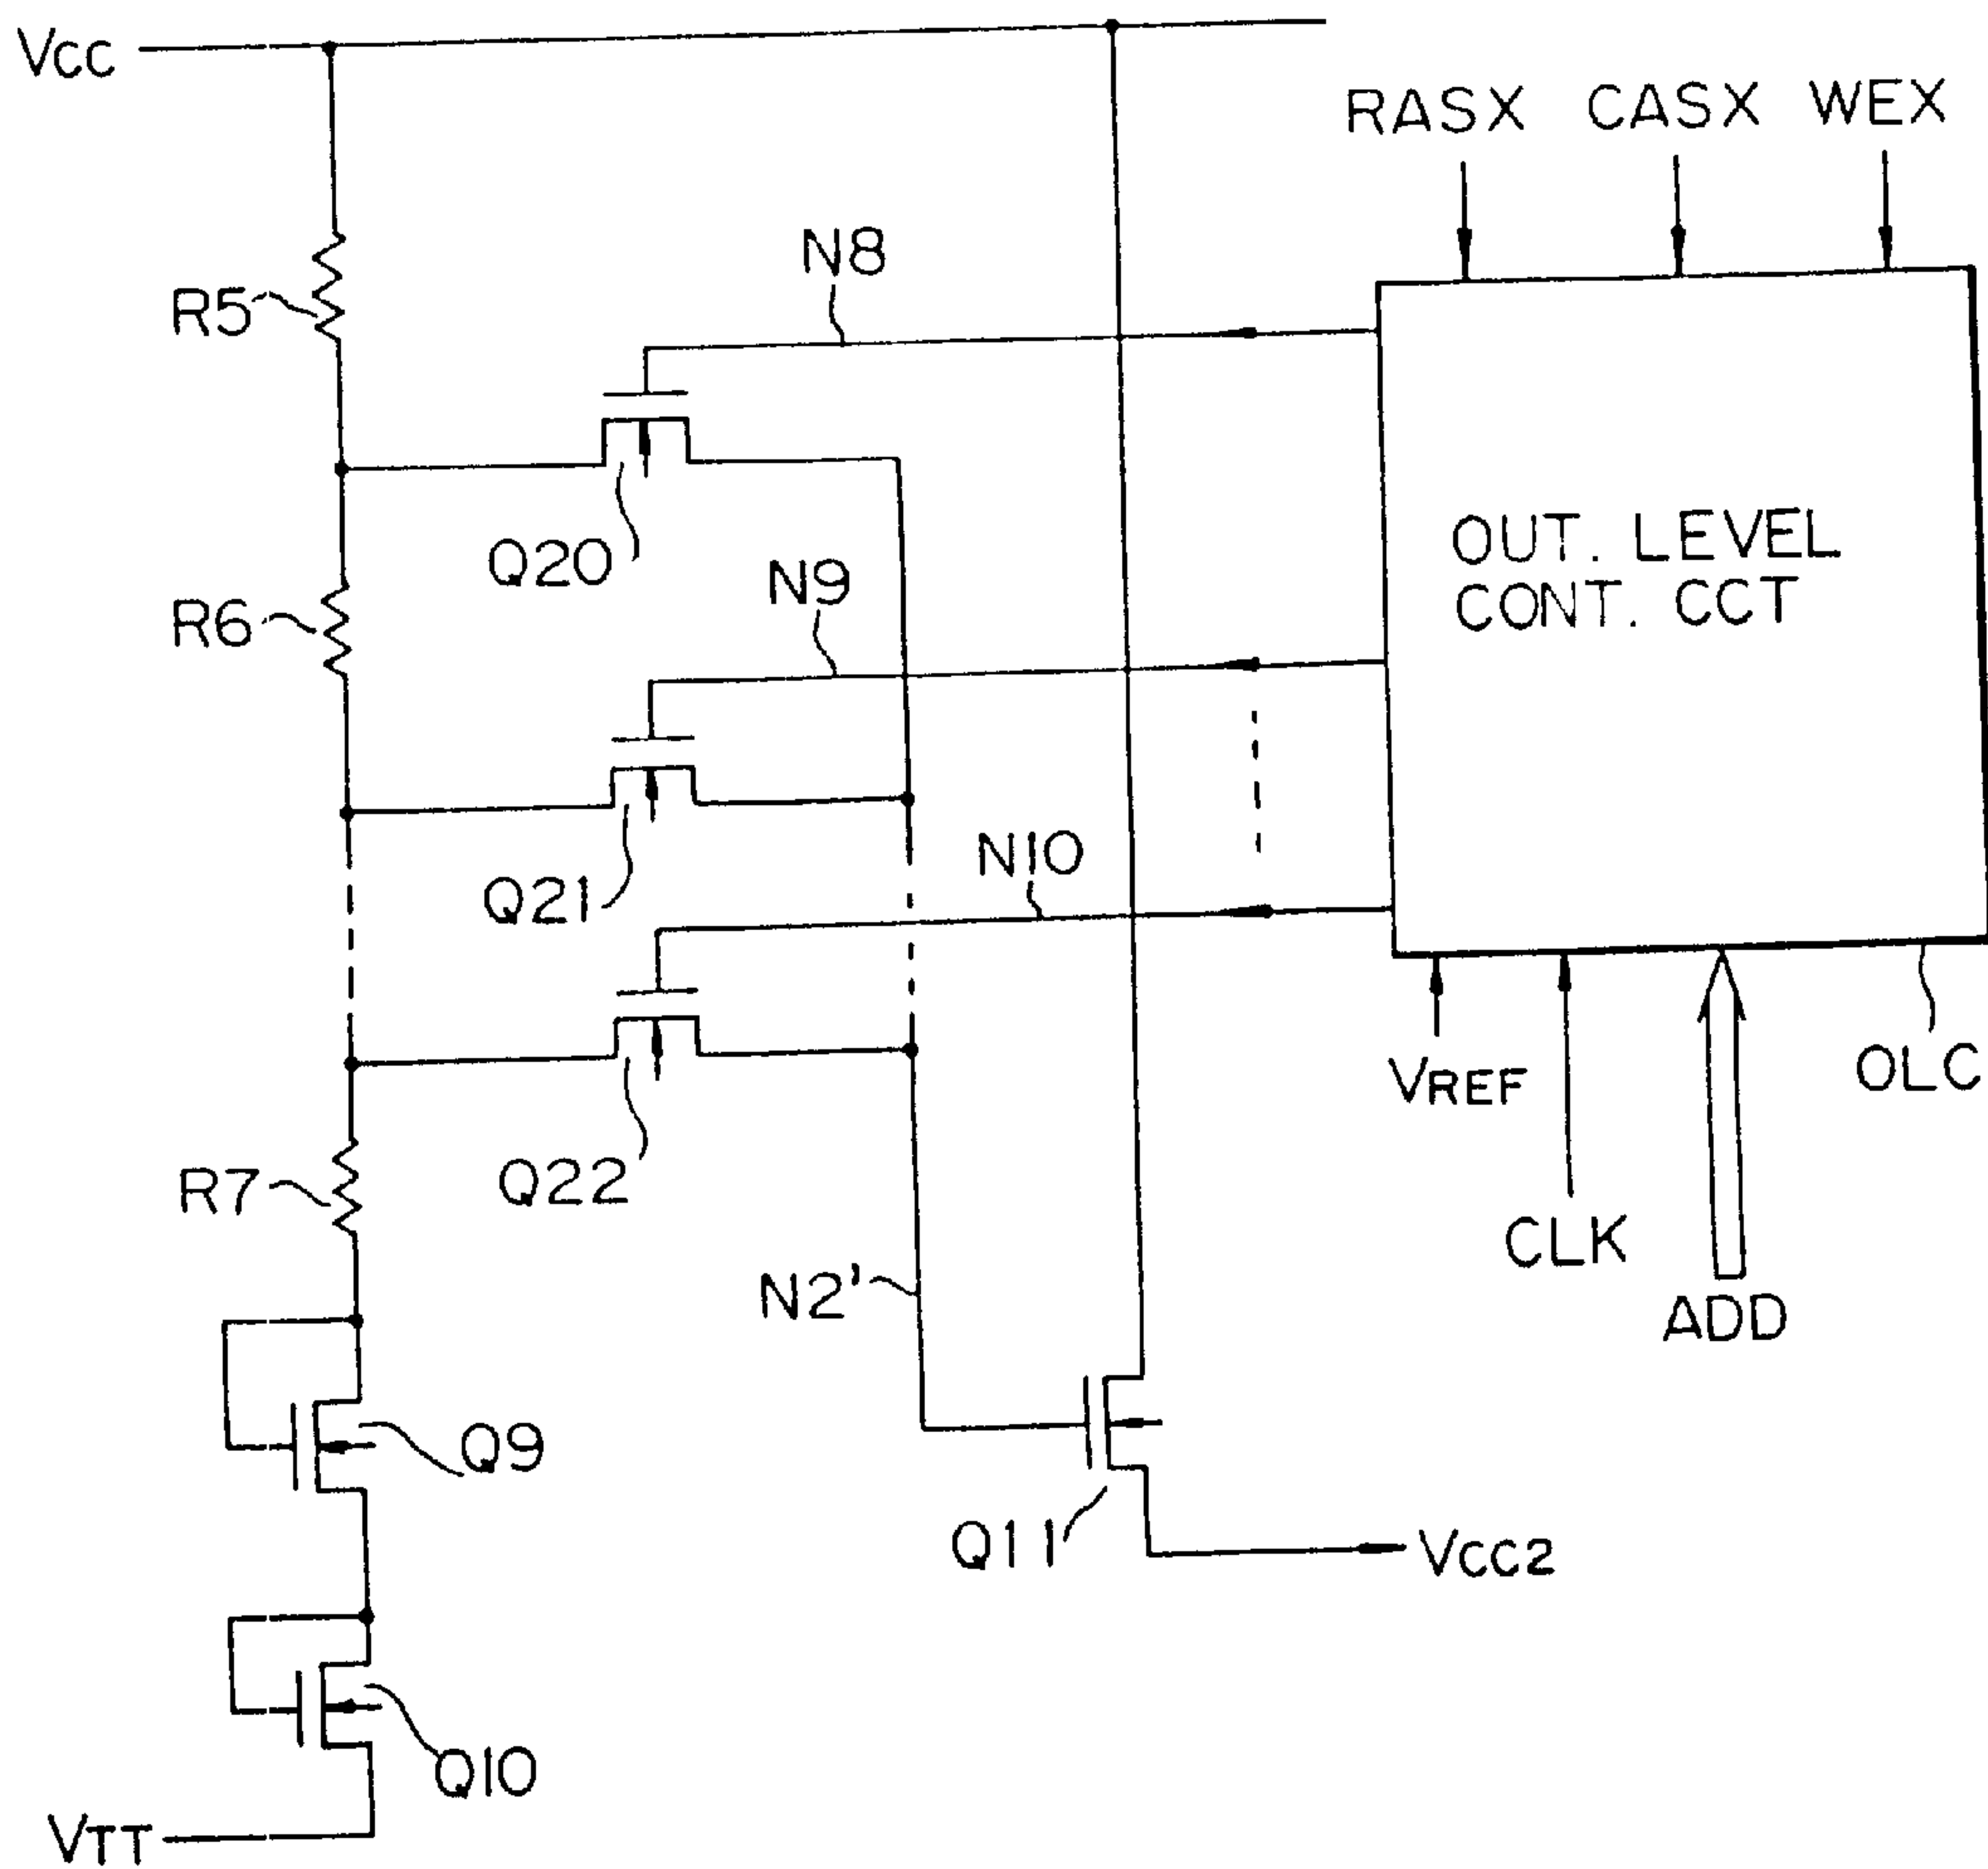 VCC
RASX CASX WEX
N8
R5
OUT. LEVEL
CONT. CCT
Q20
N9
R6
N10
Q21
VREF
OLC
R7
Q22
CLK
N2'
ADD
Q9
Q11
VCC2
Q10
VTT